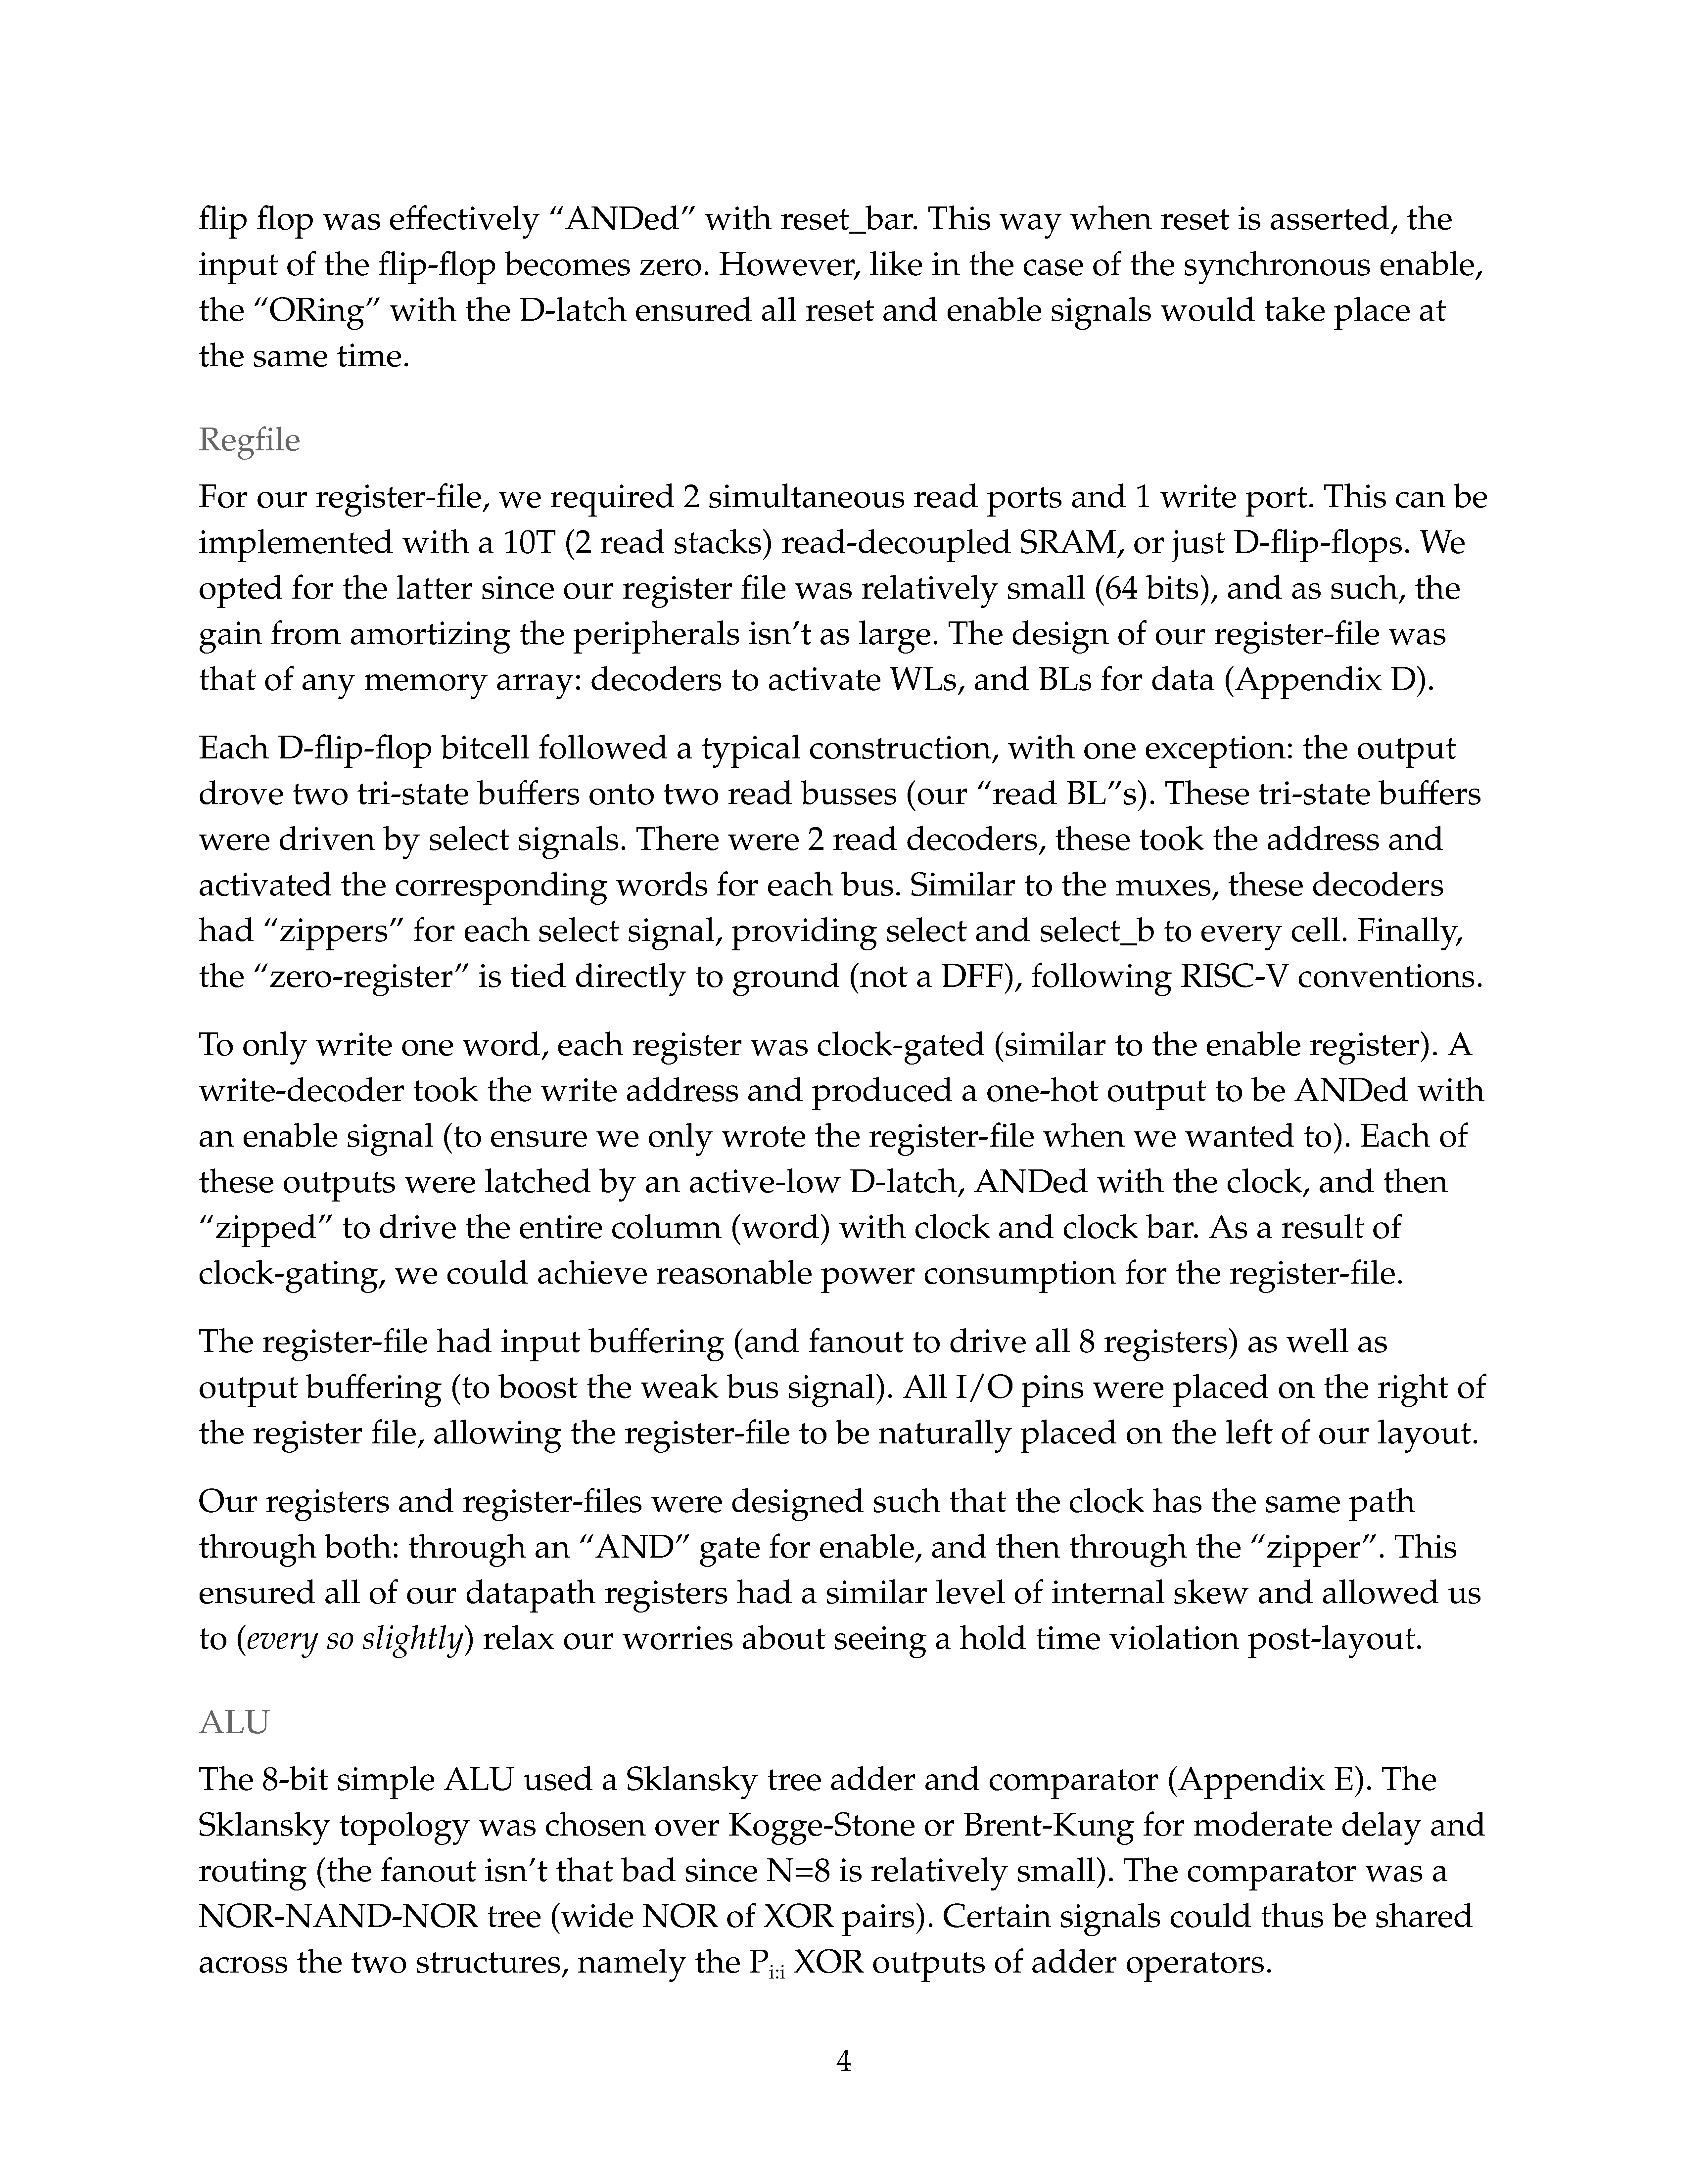 flip flop was effectively “ANDed” with reset_bar. This way when reset is asserted, the
input of the flip-flop becomes zero. However, like in the case of the synchronous enable,
the “ORing” with the D-latch ensured all reset and enable signals would take place at
the same time.
Regfile
For our register-file, we required 2 simultaneous read ports and 1 write port. This can be
implemented with a 10T (2 read stacks) read-decoupled SRAM, or just D-flip-flops. We
opted for the latter since our register file was relatively small (64 bits), and as such, the
gain from amortizing the peripherals isn’t as large. The design of our register-file was
that of any memory array: decoders to activate WLs, and BLs for data (Appendix D).
Each D-flip-flop bitcell followed a typical construction, with one exception: the output
drove two tri-state buffers onto two read busses (our “read BL”s). These tri-state buffers
were driven by select signals. There were 2 read decoders, these took the address and
activated the corresponding words for each bus. Similar to the muxes, these decoders
had “zippers” for each select signal, providing select and select_b to every cell. Finally,
the “zero-register” is tied directly to ground (not a DFF), following RISC-V conventions.
To only write one word, each register was clock-gated (similar to the enable register). A
write-decoder took the write address and produced a one-hot output to be ANDed with
an enable signal (to ensure we only wrote the register-file when we wanted to). Each of
these outputs were latched by an active-low D-latch, ANDed with the clock, and then
“zipped” to drive the entire column (word) with clock and clock bar. As a result of
clock-gating, we could achieve reasonable power consumption for the register-file.
The register-file had input buffering (and fanout to drive all 8 registers) as well as
output buffering (to boost the weak bus signal). All I/O pins were placed on the right of
the register file, allowing the register-file to be naturally placed on the left of our layout.
Our registers and register-files were designed such that the clock has the same path
through both: through an “AND” gate for enable, and then through the “zipper”. This
ensured all of our datapath registers had a similar level of internal skew and allowed us
to (every so slightly) relax our worries about seeing a hold time violation post-layout.
ALU
The 8-bit simple ALU used a Sklansky tree adder and comparator (Appendix E). The
Sklansky topology was chosen over Kogge-Stone or Brent-Kung for moderate delay and
routing (the fanout isn’t that bad since N=8 is relatively small). The comparator was a
NOR-NAND-NOR tree (wide NOR of XOR pairs). Certain signals could thus be shared
across the two structures, namely the Pi:i XOR outputs of adder operators.
4